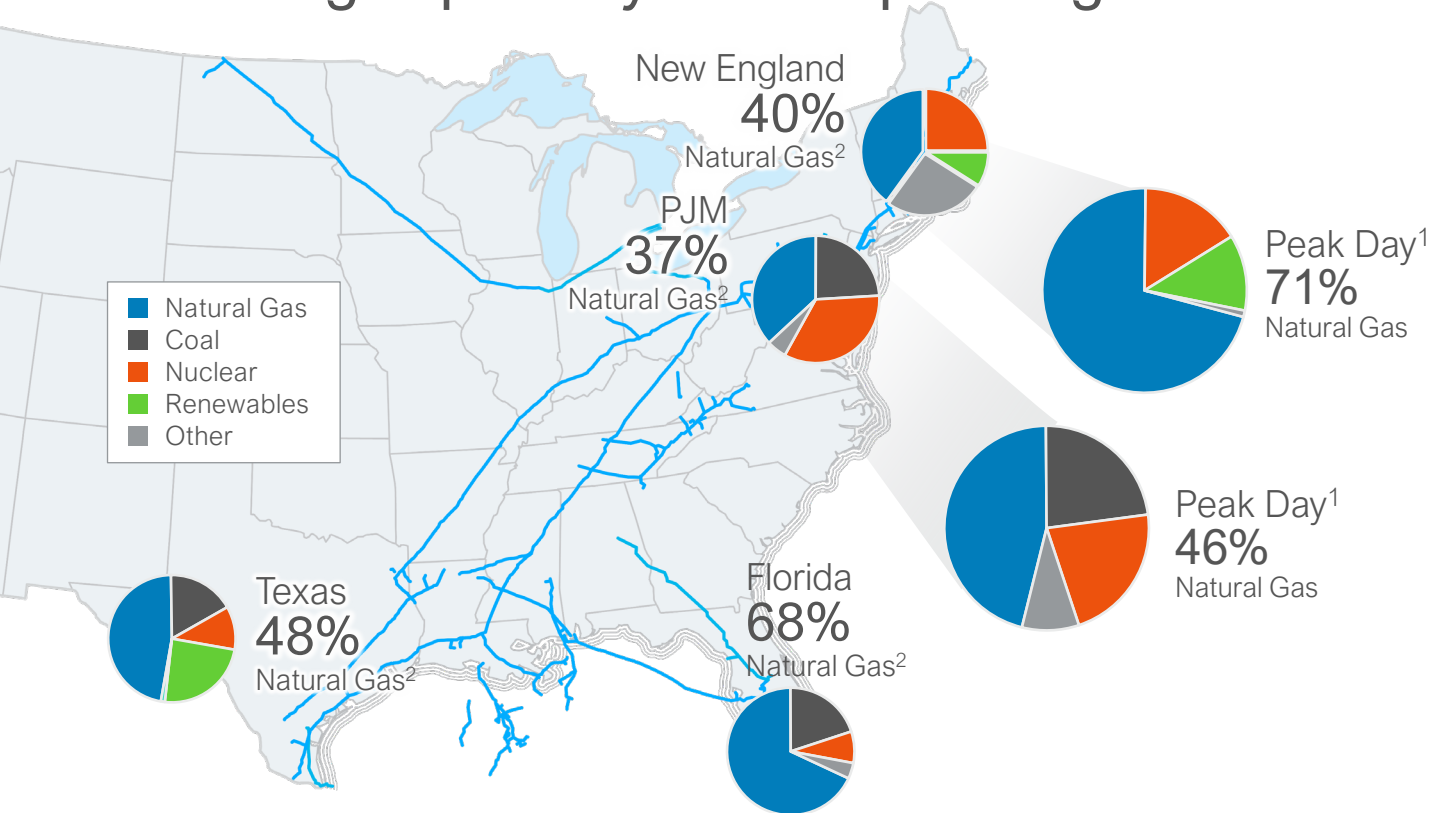 New England
40%
Natural Gas²
PJM
37%
Natural Gas²
Peak Day¹
71%
Natural Gas
Natural Gas
Coal
Nuclear
Renewables
Other
Peak Day¹
46%
Natural Gas
Texas
48%
Natural Gas²
Florida
68%
Natural Gas²